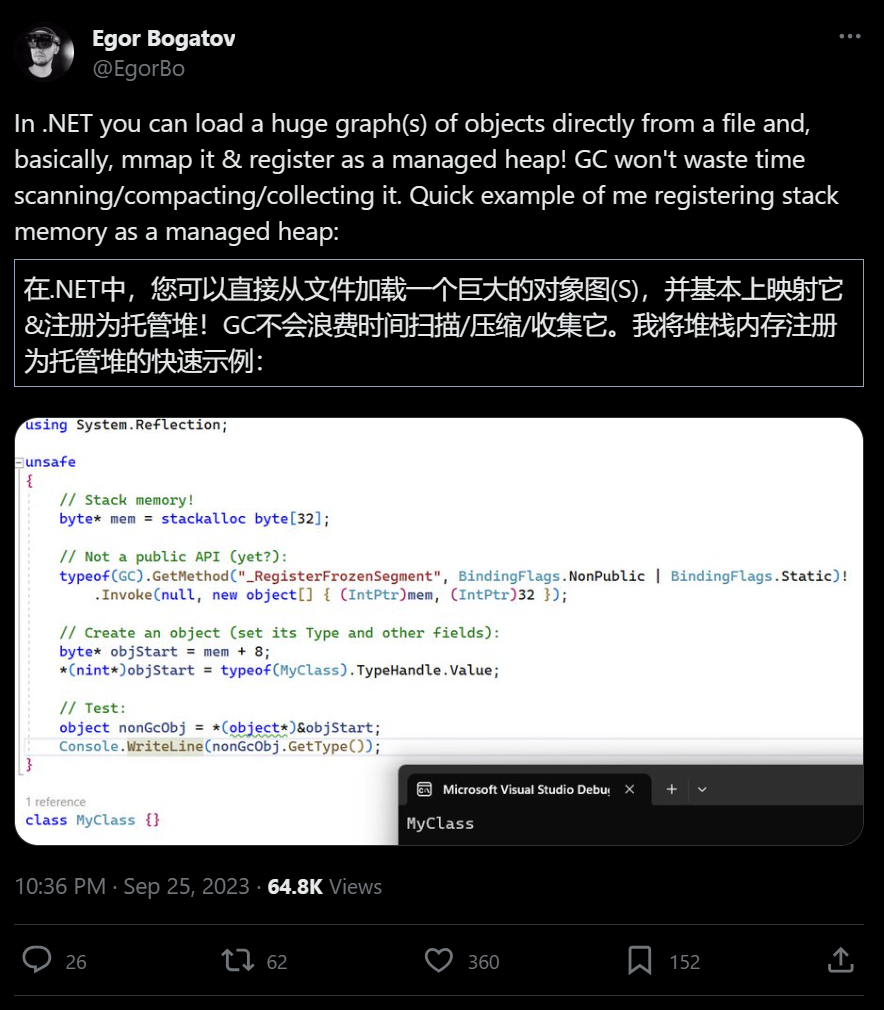 Egor Bogatov
@EgorBo
In .NET you can load a huge graph(s) of objects directly from a file and,
basically, mmap it & register as a managed heap! GC won't waste time
scanning/compacting/collecting it. Quick example of me registering stack
memory as a managed heap:
在.NET中，您可以直接从文件加载一个巨大的对象图(S)，并基本上映射它
&注册为托管堆！GC不会浪费时间扫描/压缩/收集它。我将堆栈内存注册
为托管堆的快速示例：
using System.Reflection;
unsafe
{
// Stack memory!
byte* mem = stackalloc byte[32];
// Not a public API (yet?):
typeof(GC).GetMethod("_RegisterFrozenSegment", BindingFlags.NonPublic | BindingFlags.Static)!
.Invoke(null, new object[] { (IntPtr)mem, (IntPtr)32 });
// Create an object (set its Type and other fields):
byte* objStart = mem + 8;
*(nint*)objStart = typeof(MyClass).TypeHandle.Value;
// Test:
object nonGcObj = *(object*)&objStart;
Console.WriteLine(nonGcObj.GetType());
}
1 reference
class MyClass {}
Microsoft Visual Studio Debu
MyClass
10:36 PM · Sep 25, 2023 · 64.8K Views
26 62 360 152